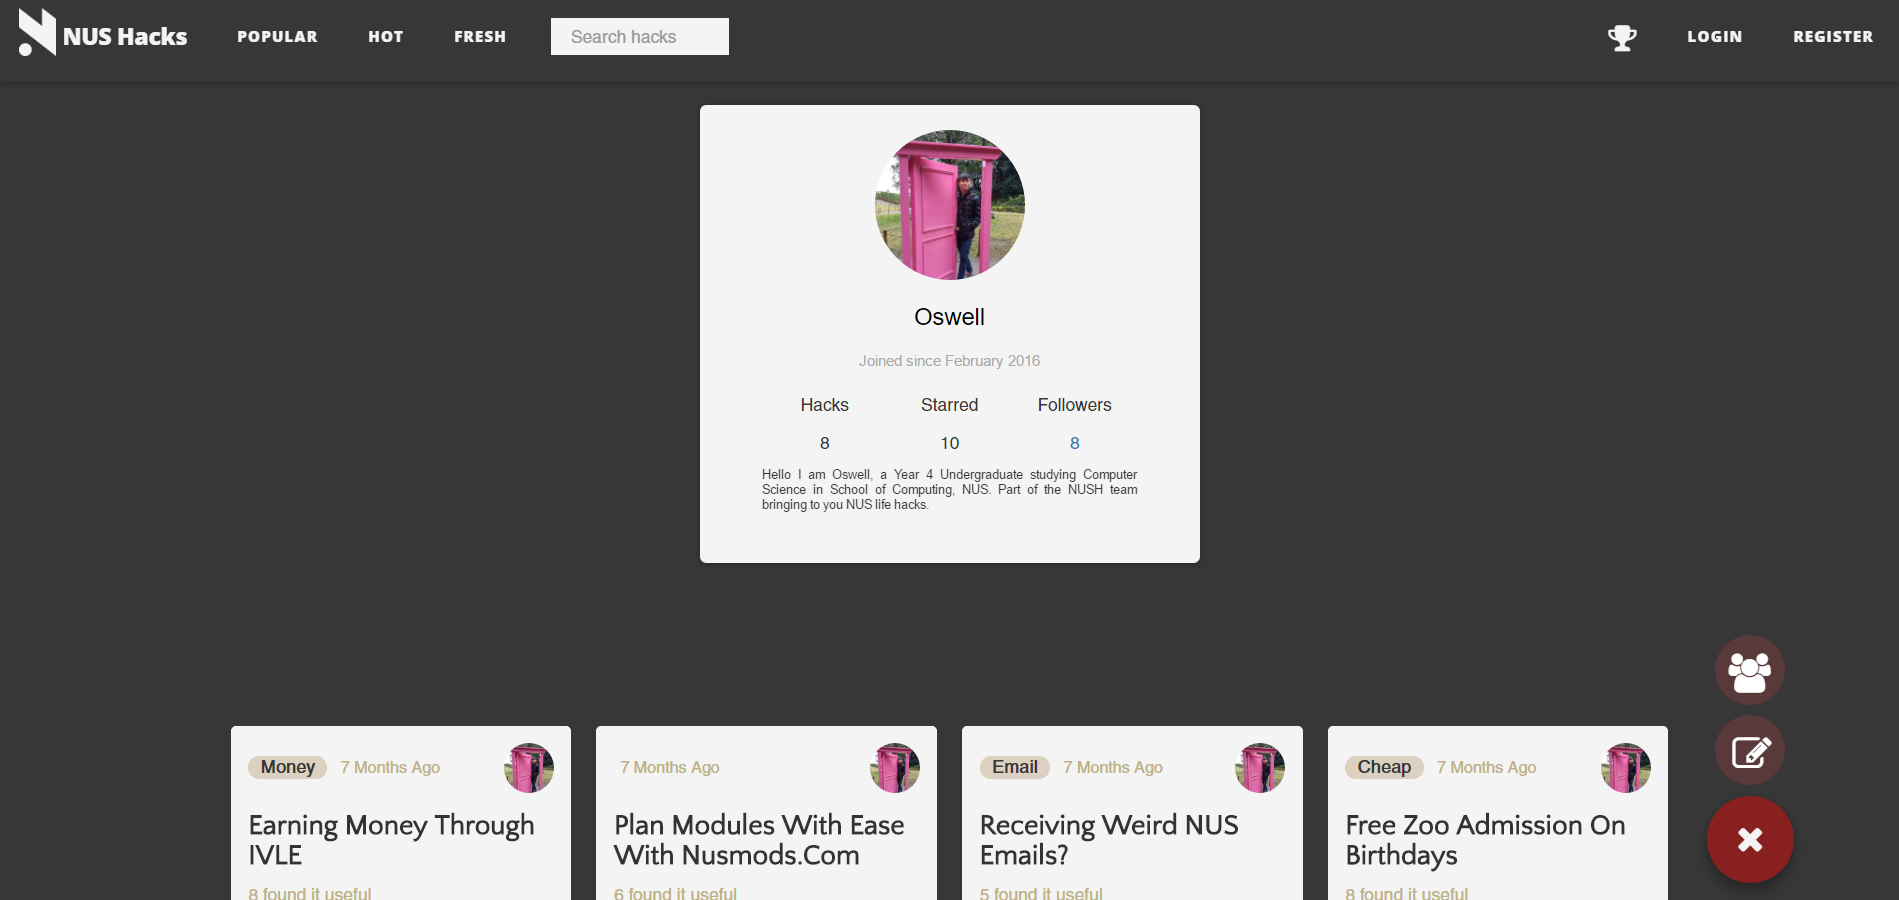 NUS Hacks
POPULAR
HOT
FRESH
Search hacks
LOGIN
REGISTER
Oswell
Joined since February 2016
Hacks Starred Followers
8 10 8
Hello I am Oswell, a Year 4 Undergraduate studying Computer
Science in School of Computing, NUS. Part of the NUSH team
bringing to you NUS life hacks.
Money 7 Months Ago
Earning Money Through
IVLE
8 found it useful
7 Months Ago
Plan Modules With Ease
With Nusmods.Com
6 found it useful
Email 7 Months Ago
Receiving Weird NUS
Emails?
5 found it useful
Cheap 7 Months Ago
Free Zoo Admission On
Birthdays
8 found it useful